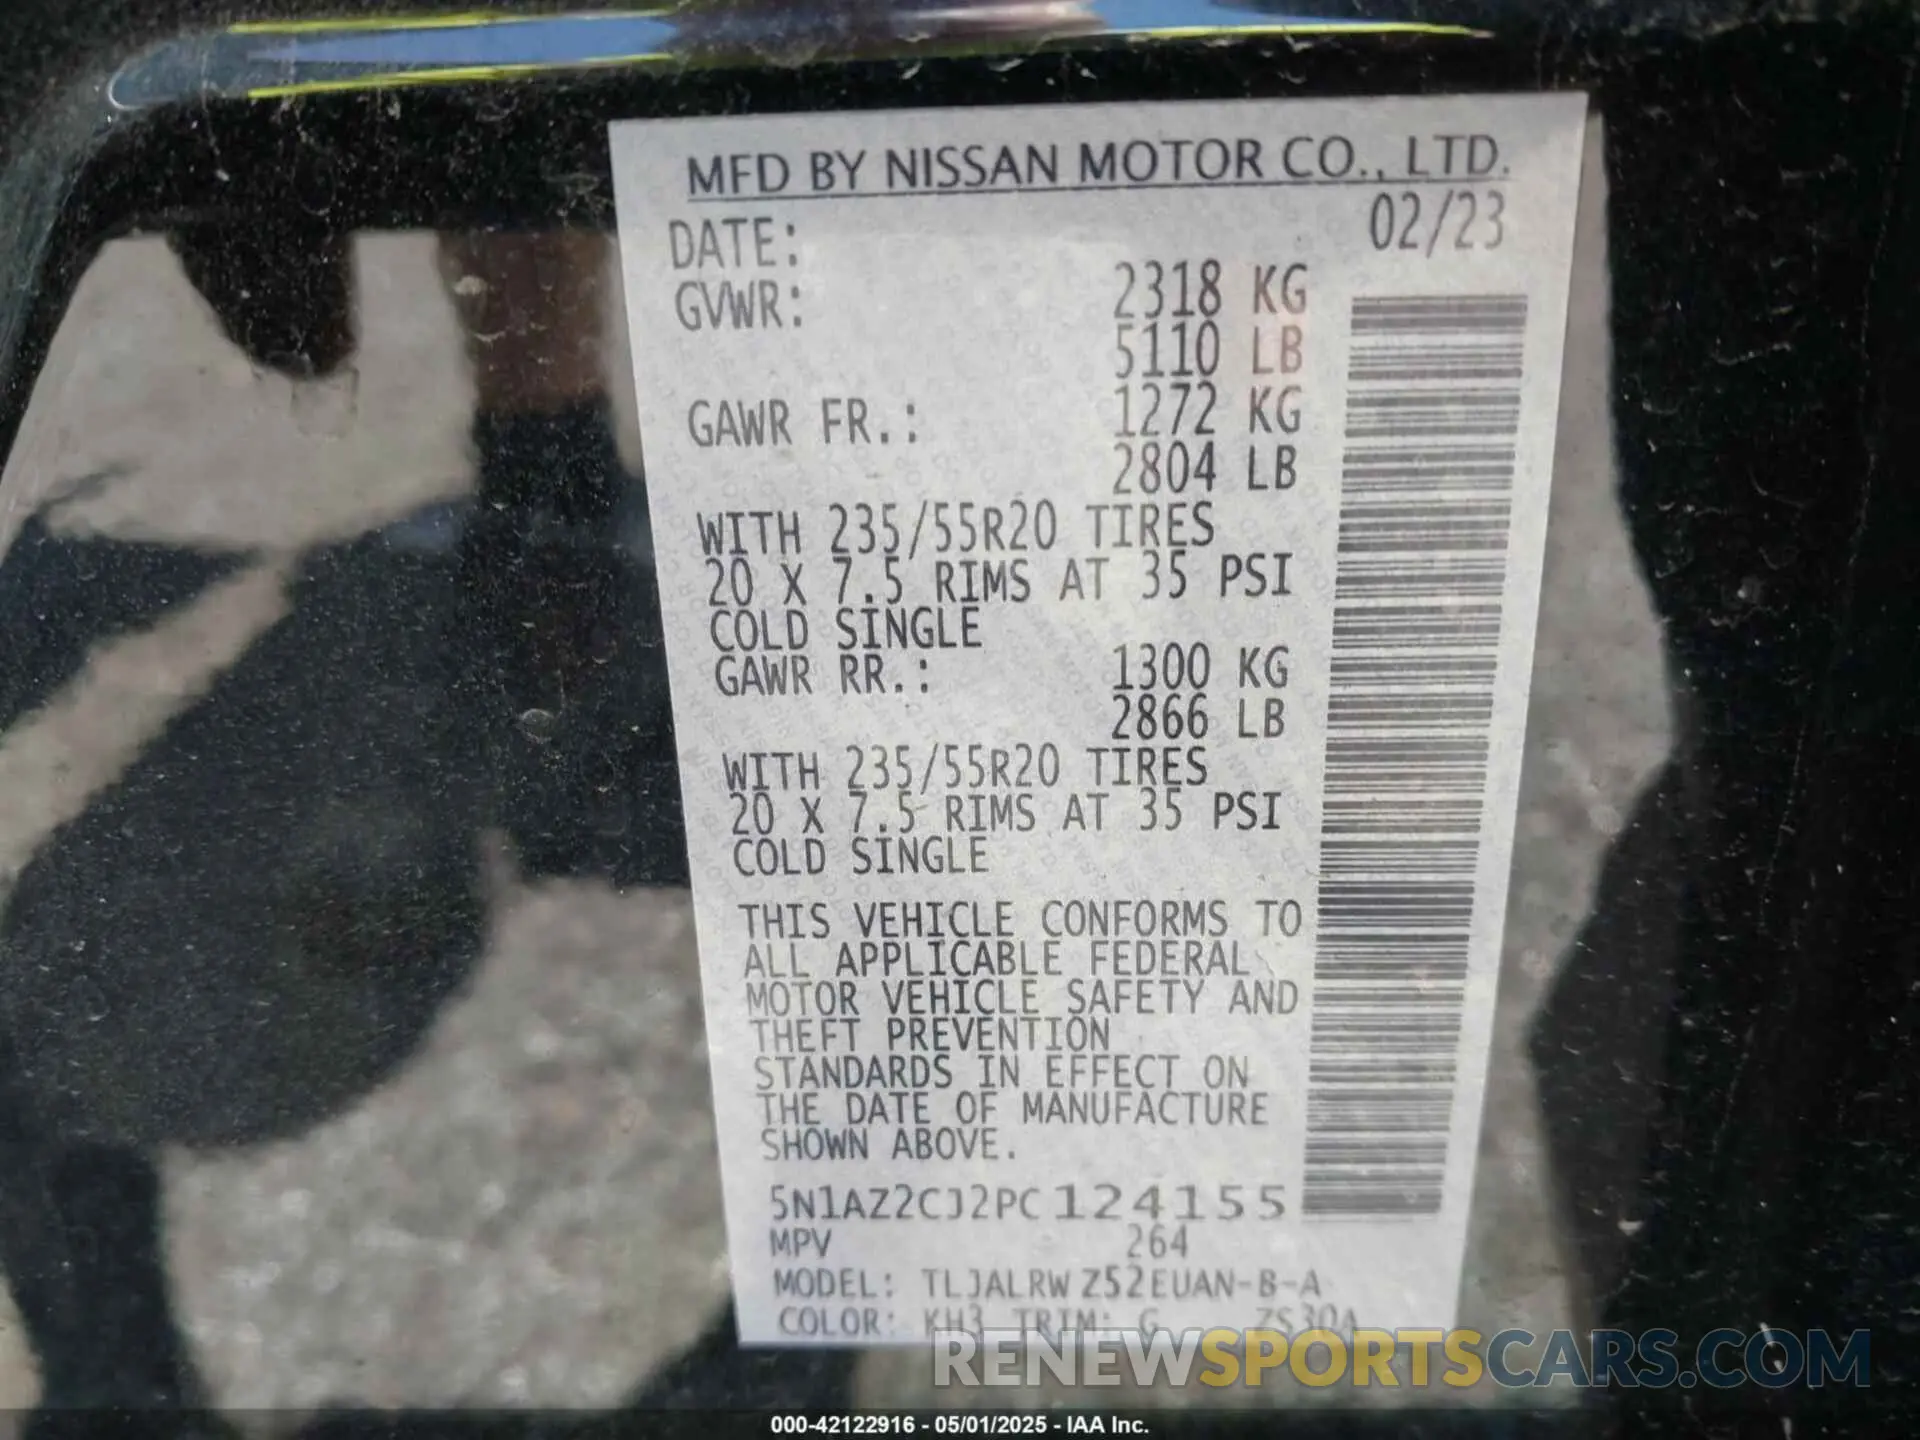 MFD BY NISSAN MOTOR CO., LTD.
DATE: 02/23
GVWR: 2318 KG
5110 LB
GAWR FR.: 1272 KG
2804 LB
WITH 235/55R20 TIRES
20 X 7.5 RIMS AT 35 PSI
COLD SINGLE
GAWR RR.: 1300 KG
2866 LB
WITH 235/55R20 TIRES
20 X 7.5 RIMS AT 35 PSI
COLD SINGLE
THIS VEHICLE CONFORMS TO
ALL APPLICABLE FEDERAL
MOTOR VEHICLE SAFETY AND
THEFT PREVENTION
STANDARDS IN EFFECT ON
THE DATE OF MANUFACTURE
SHOWN ABOVE.
5N1AZ2CJ2PC124155
MPV 264
MODEL: TLJALRWZ52EUAN-B-A
COLOR: KH3 TRIM: G ZS30A
RENEWSPORTSCARS.COM
000-42122916 - 05/01/2025 - IAA Inc.